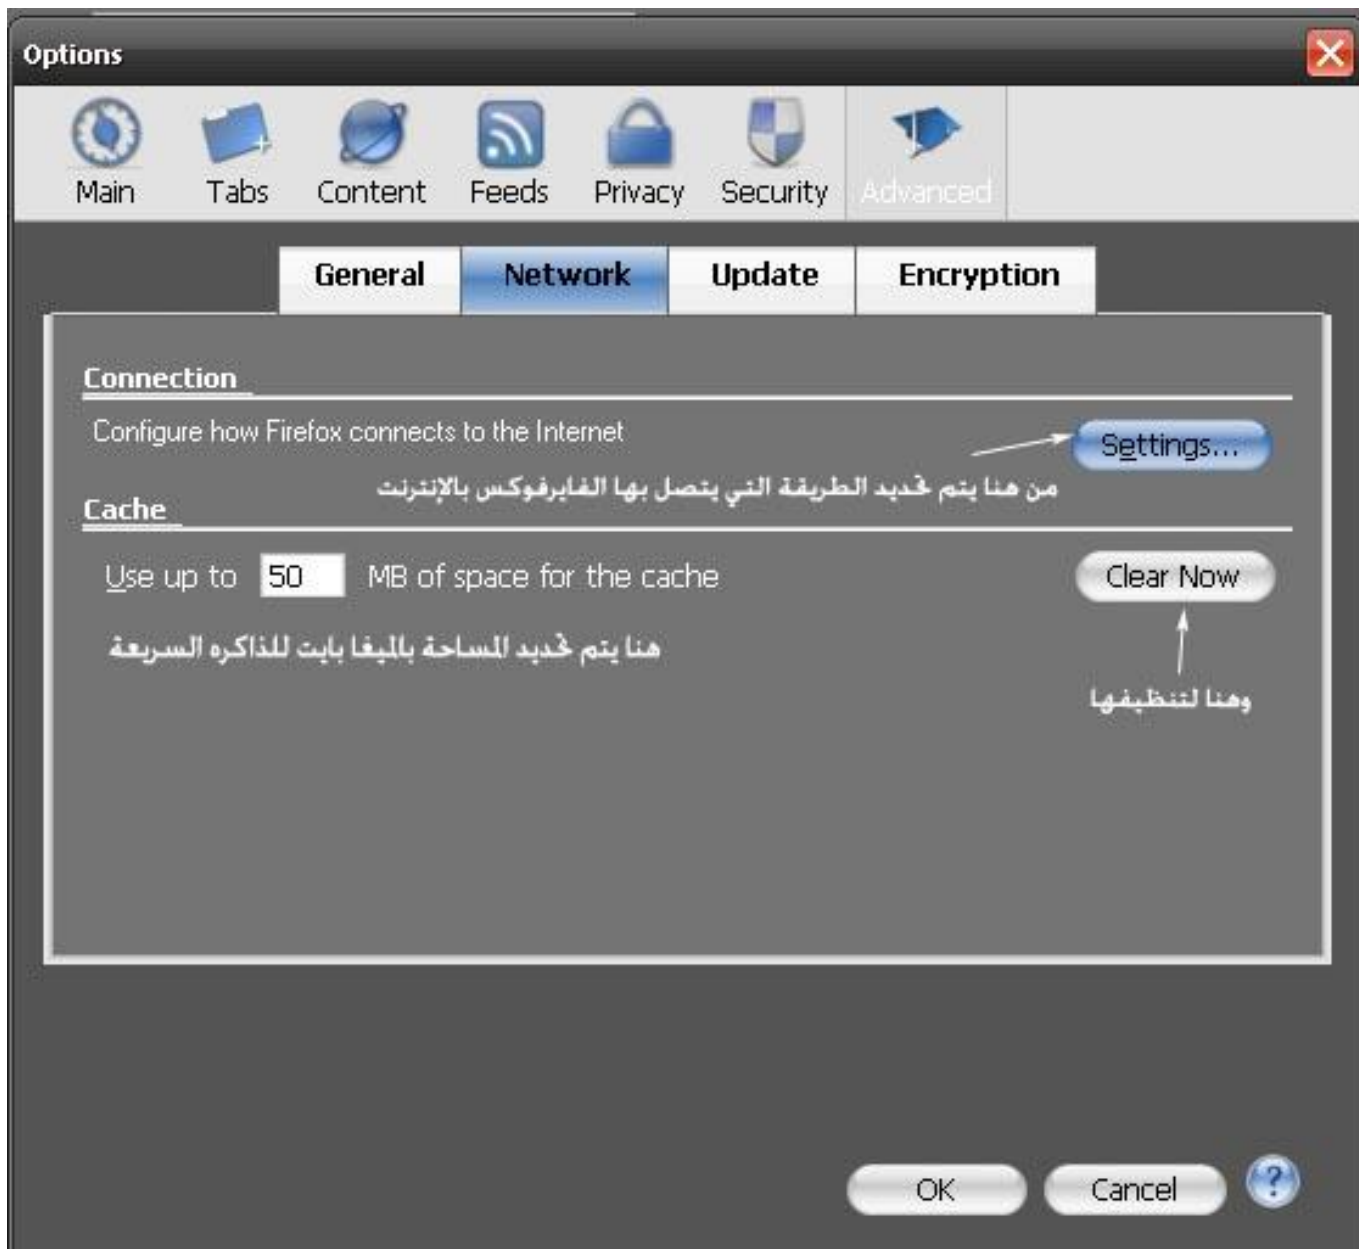 Options
Main Tabs Content Feeds Privacy Security Advanced
General Network Update Encryption
Connection
Configure how Firefox connects to the Internet Settings...
من هنا يتم تحديد الطريقة التي يتصل بها الفايرفوكس بالإنترنت
Cache
Use up to 50 MB of space for the cache Clear Now
هنا يتم تحديد المساحة بالميغا بايت للذاكره السريعة
وهنا لتنظيفها
OK Cancel ?